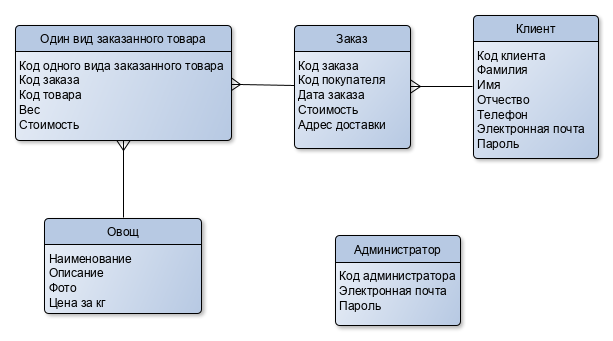 Один вид заказанного товара
Код одного вида заказанного товара
Код заказа
Код товара
Вес
Стоимость
Заказ
Код заказа
Код покупателя
Дата заказа
Стоимость
Адрес доставки
Клиент
Код клиента
Фамилия
Имя
Отчество
Телефон
Электронная почта
Пароль
Овощ
Наименование
Описание
Фото
Цена за кг
Администратор
Код администратора
Электронная почта
Пароль